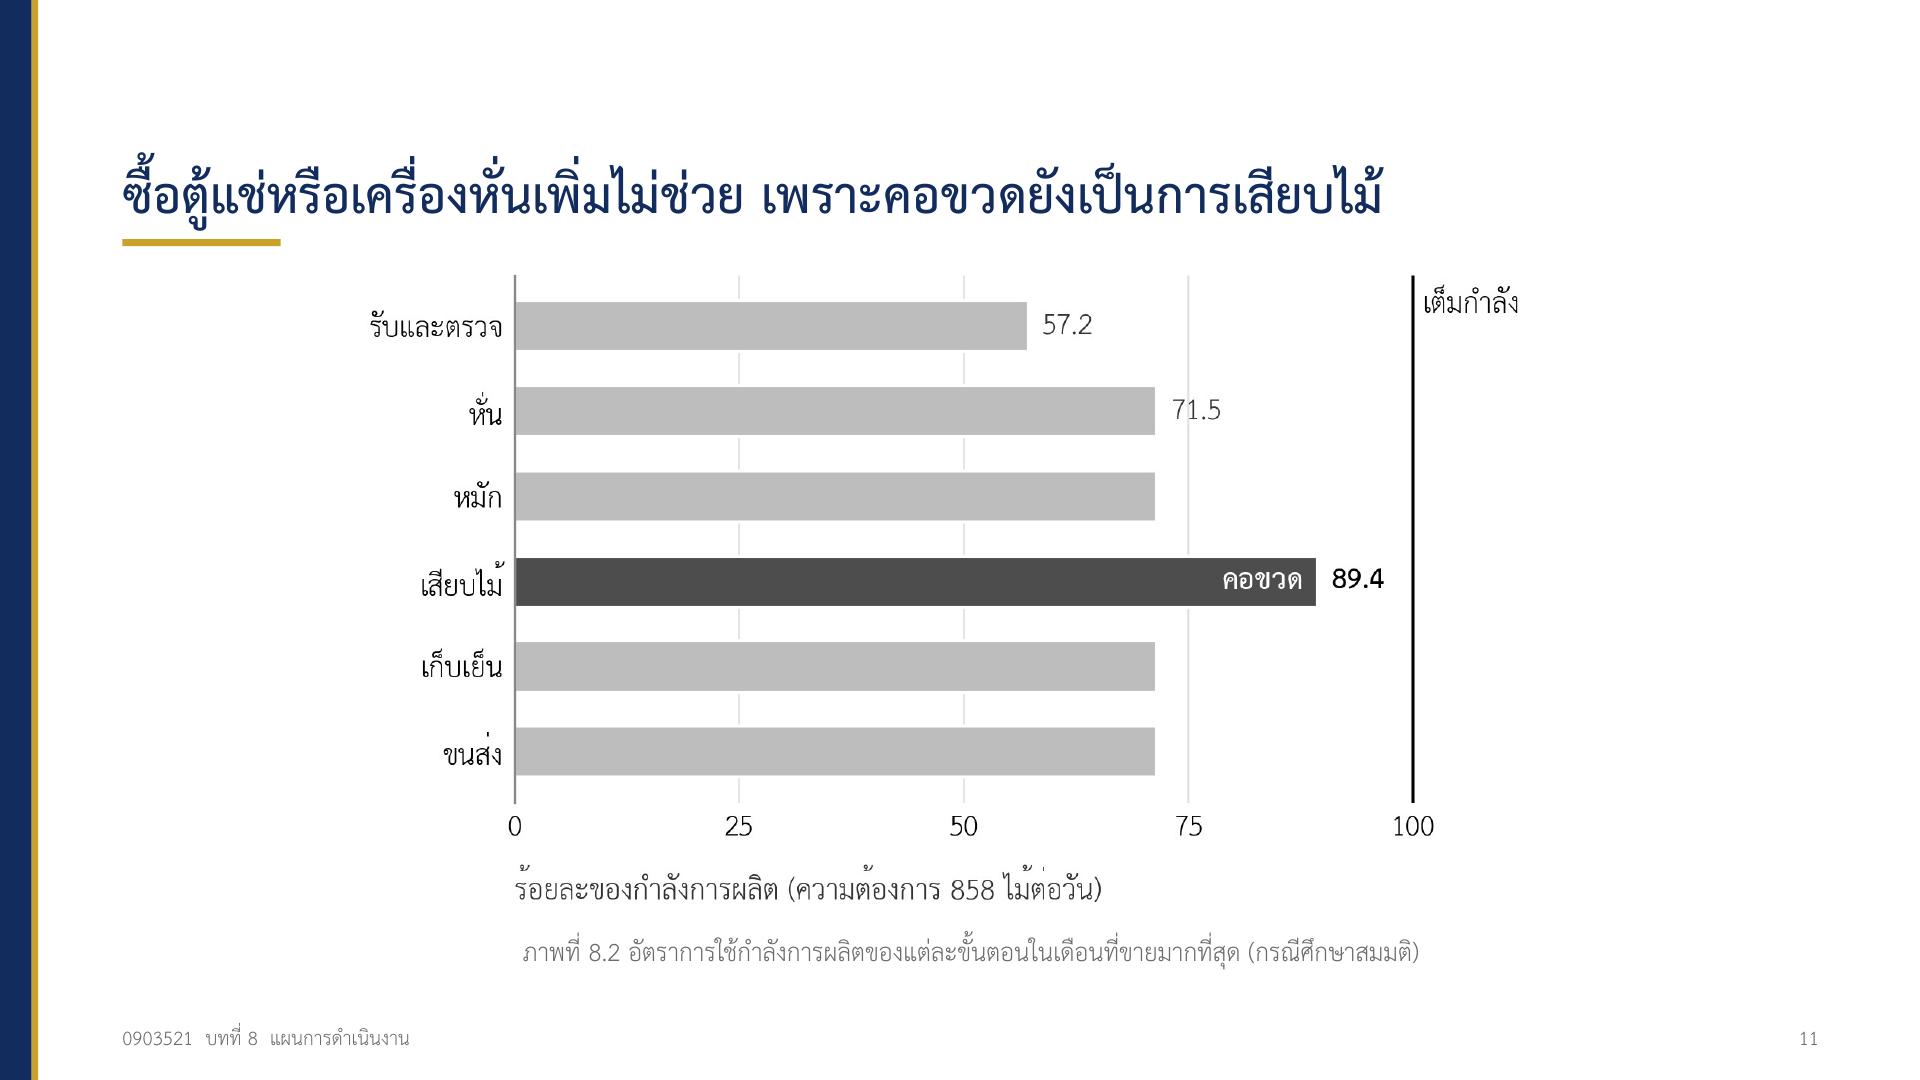 ซื้อตู้แช่หรือเครื่องหั่นเพิ่มไม่ช่วย เพราะคอขวดยังเป็นการเสียบไม้
เต็มกำลัง
รับและตรวจ 57.2
หั่น 71.5
หมัก
เสียบไม้ คอขวด 89.4
เก็บเย็น
ขนส่ง
0 25 50 75 100
ร้อยละของกำลังการผลิต (ความต้องการ 858 ไม้ต่อวัน)
ภาพที่ 8.2 อัตราการใช้กำลังการผลิตของแต่ละขั้นตอนในเดือนที่ขายมากที่สุด (กรณีศึกษาสมมติ)
0903521 บทที่ 8 แผนการดำเนินงาน 11